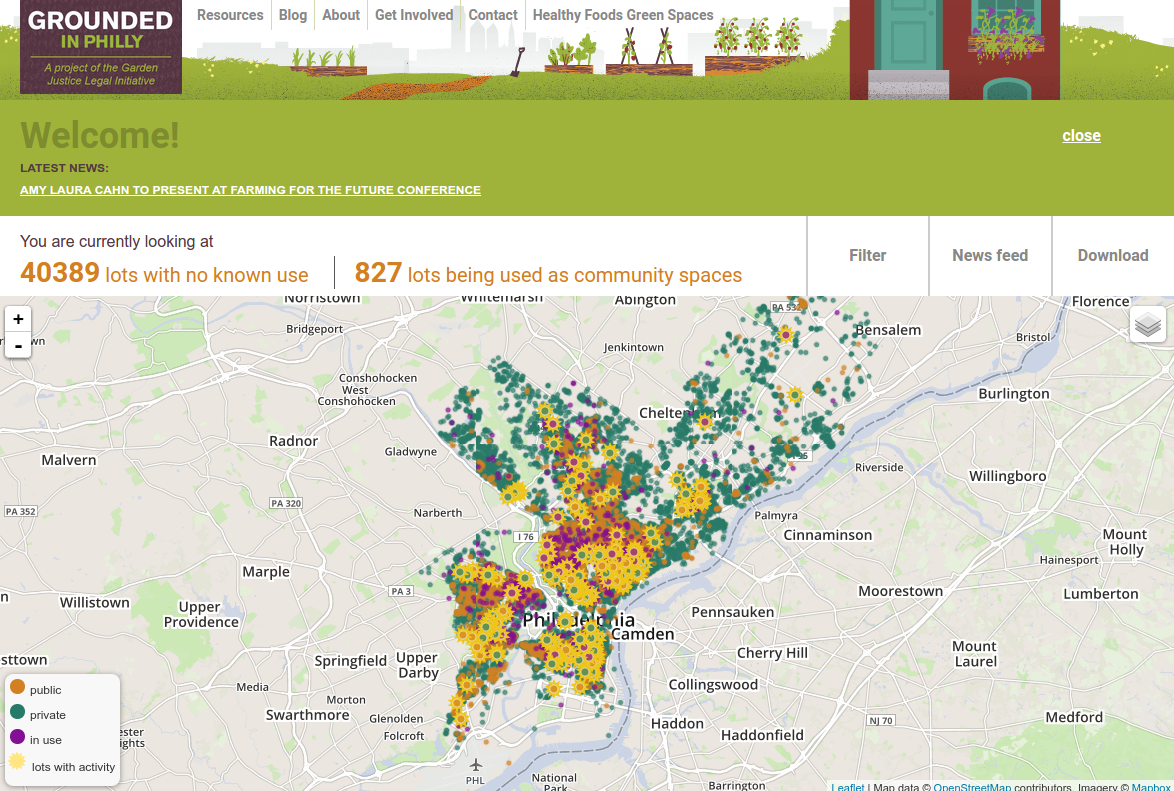 GROUNDED
IN PHILLY
A project of the Garden
Justice Legal Initiative
Resources
Blog
About
Get Involved
Contact
Healthy Foods Green Spaces
Welcome!
close
LATEST NEWS:
AMY LAURA CAHN TO PRESENT AT FARMING FOR THE FUTURE CONFERENCE
You are currently looking at
40389 lots with no known use
827 lots being used as community spaces
Filter
News feed
Download
+
-
Norristown
Whitemarsh
Abington
PA 532
Florence
Bridgeport
Bensalem
Bristol
Jenkintown
Conshohocken
West
Conshohocken
Burlington
Cheltenham
Radnor
Gladwyne
Malvern
Riverside
Willingboro
PA 320
PA 352
Narberth
Palmyra
I 76
Cinnaminson
Mount
Holly
Hainesport
Marple
PA 3
Moorestown
Lumberton
Willistown
Upper
Providence
Pennsauken
Philadelphia
Camden
Mount
Laurel
Cherry Hill
Springfield
Upper
Darby
Media
Collingswood
Morton
Swarthmore
Glenolden
Folcroft
Haddon
NJ 70
Medford
Haddonfield
PHL
National
Park
Barrington
public
private
in use
lots with activity
Leaflet | Map data © OpenStreetMap contributors, Imagery © Mapbox